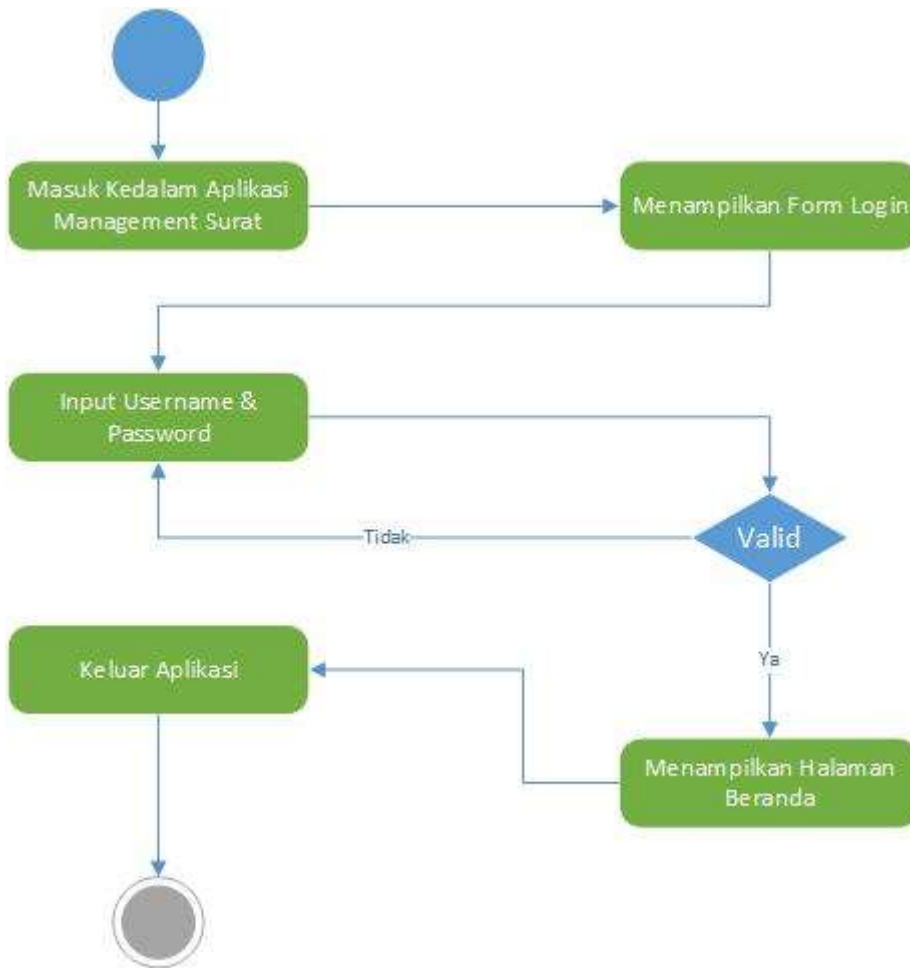 Masuk Kedalam Aplikasi
Management Surat
Menampilkan Form Login
Input Username &
Password
Valid
Tidak
Ya
Keluar Aplikasi
Menampilkan Halaman
Beranda